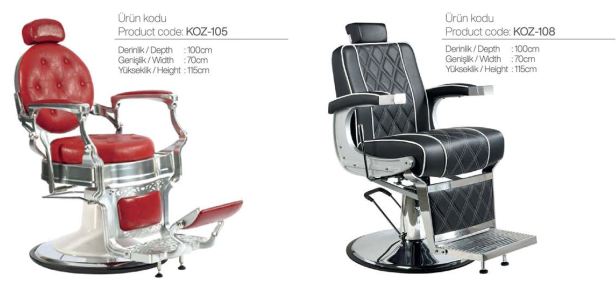 Ürün kodu
Product code: KOZ-105
Derinlik / Depth : 100cm
Genişlik / Width : 70cm
Yükseklik / Height : 115cm
Ürün kodu
Product code: KOZ-108
Derinlik / Depth : 100cm
Genişlik / Width : 70cm
Yükseklik / Height : 115cm